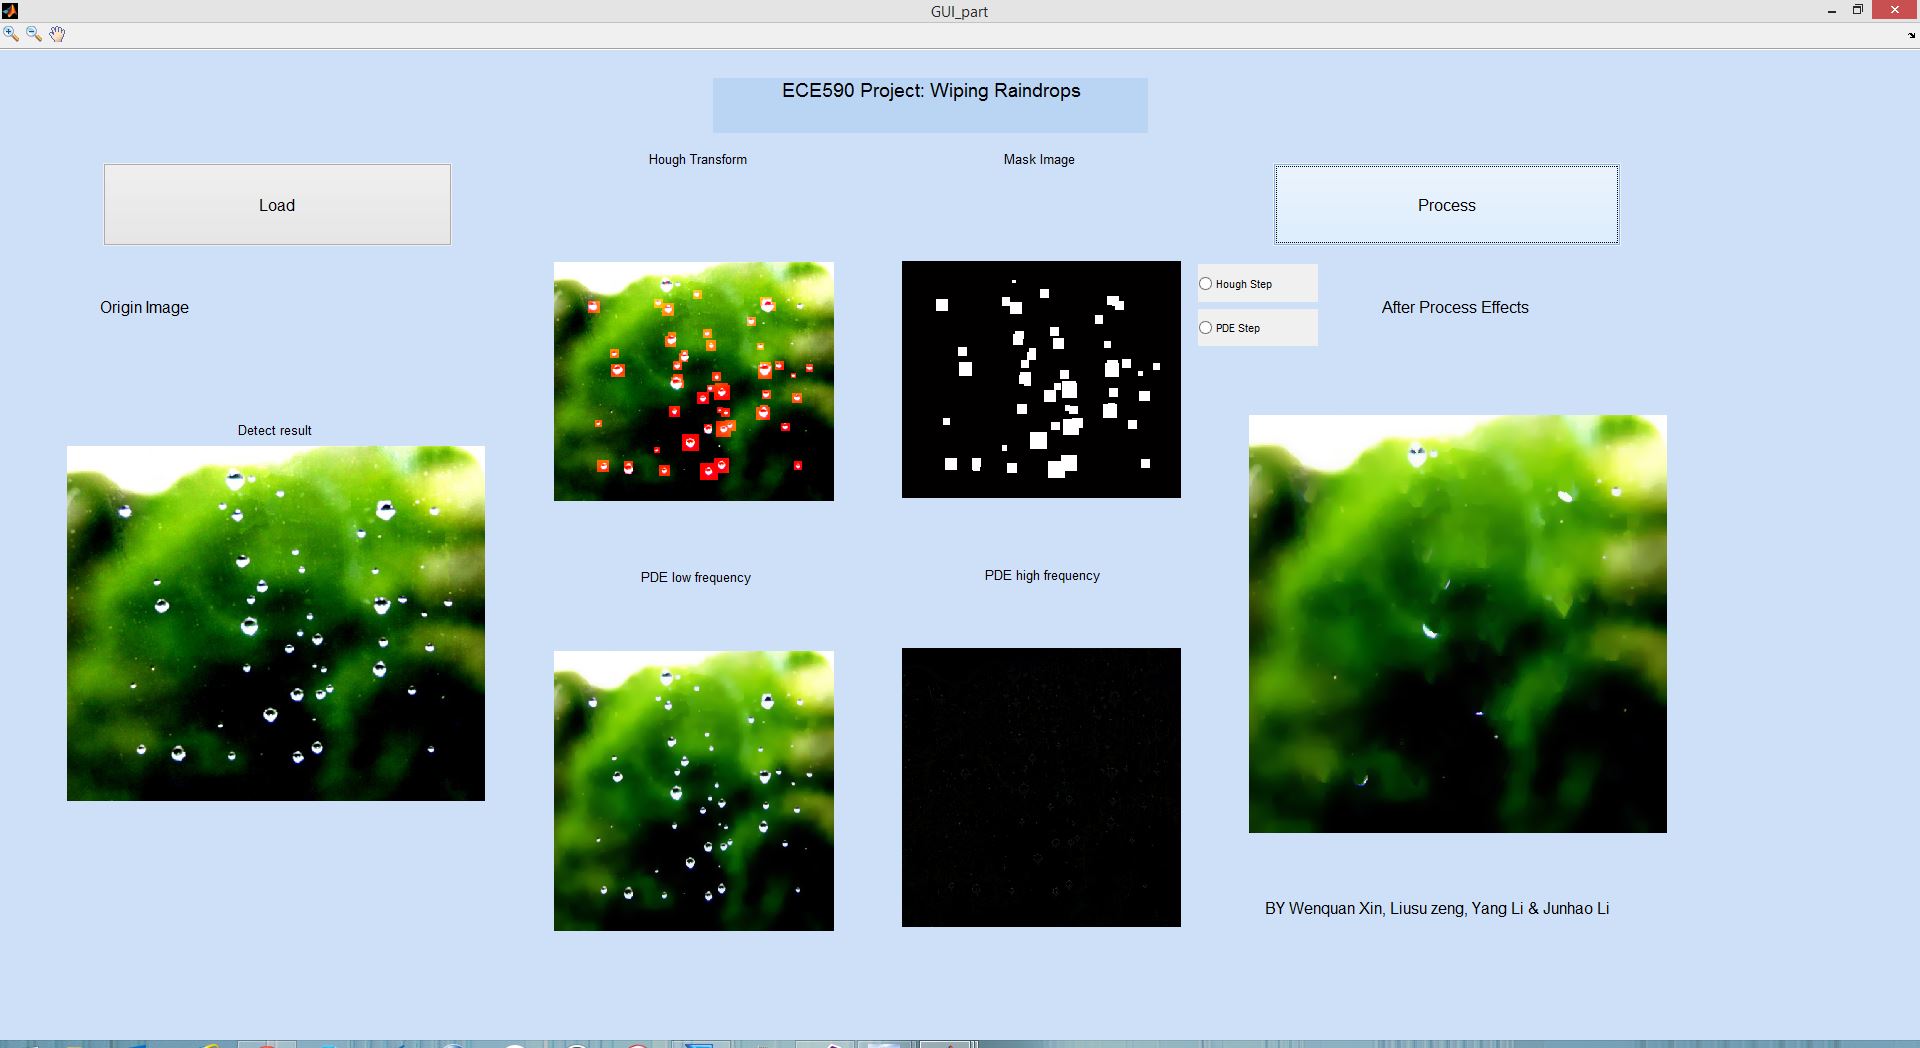 GUI_part
ECE590 Project: Wiping Raindrops
Hough Transform
Mask Image
Load
Process
Hough Step
Origin Image
After Process Effects
PDE Step
Detect result
PDE low frequency
PDE high frequency
BY Wenquan Xin, Liusu zeng, Yang Li & Junhao Li